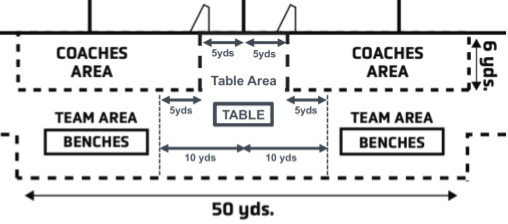 5yds 5yds
COACHES
AREA
COACHES
AREA
6 yds.
Table Area
5yds
TABLE
5yds
TEAM AREA
BENCHES
TEAM AREA
BENCHES
10 yds 10 yds
50 yds.